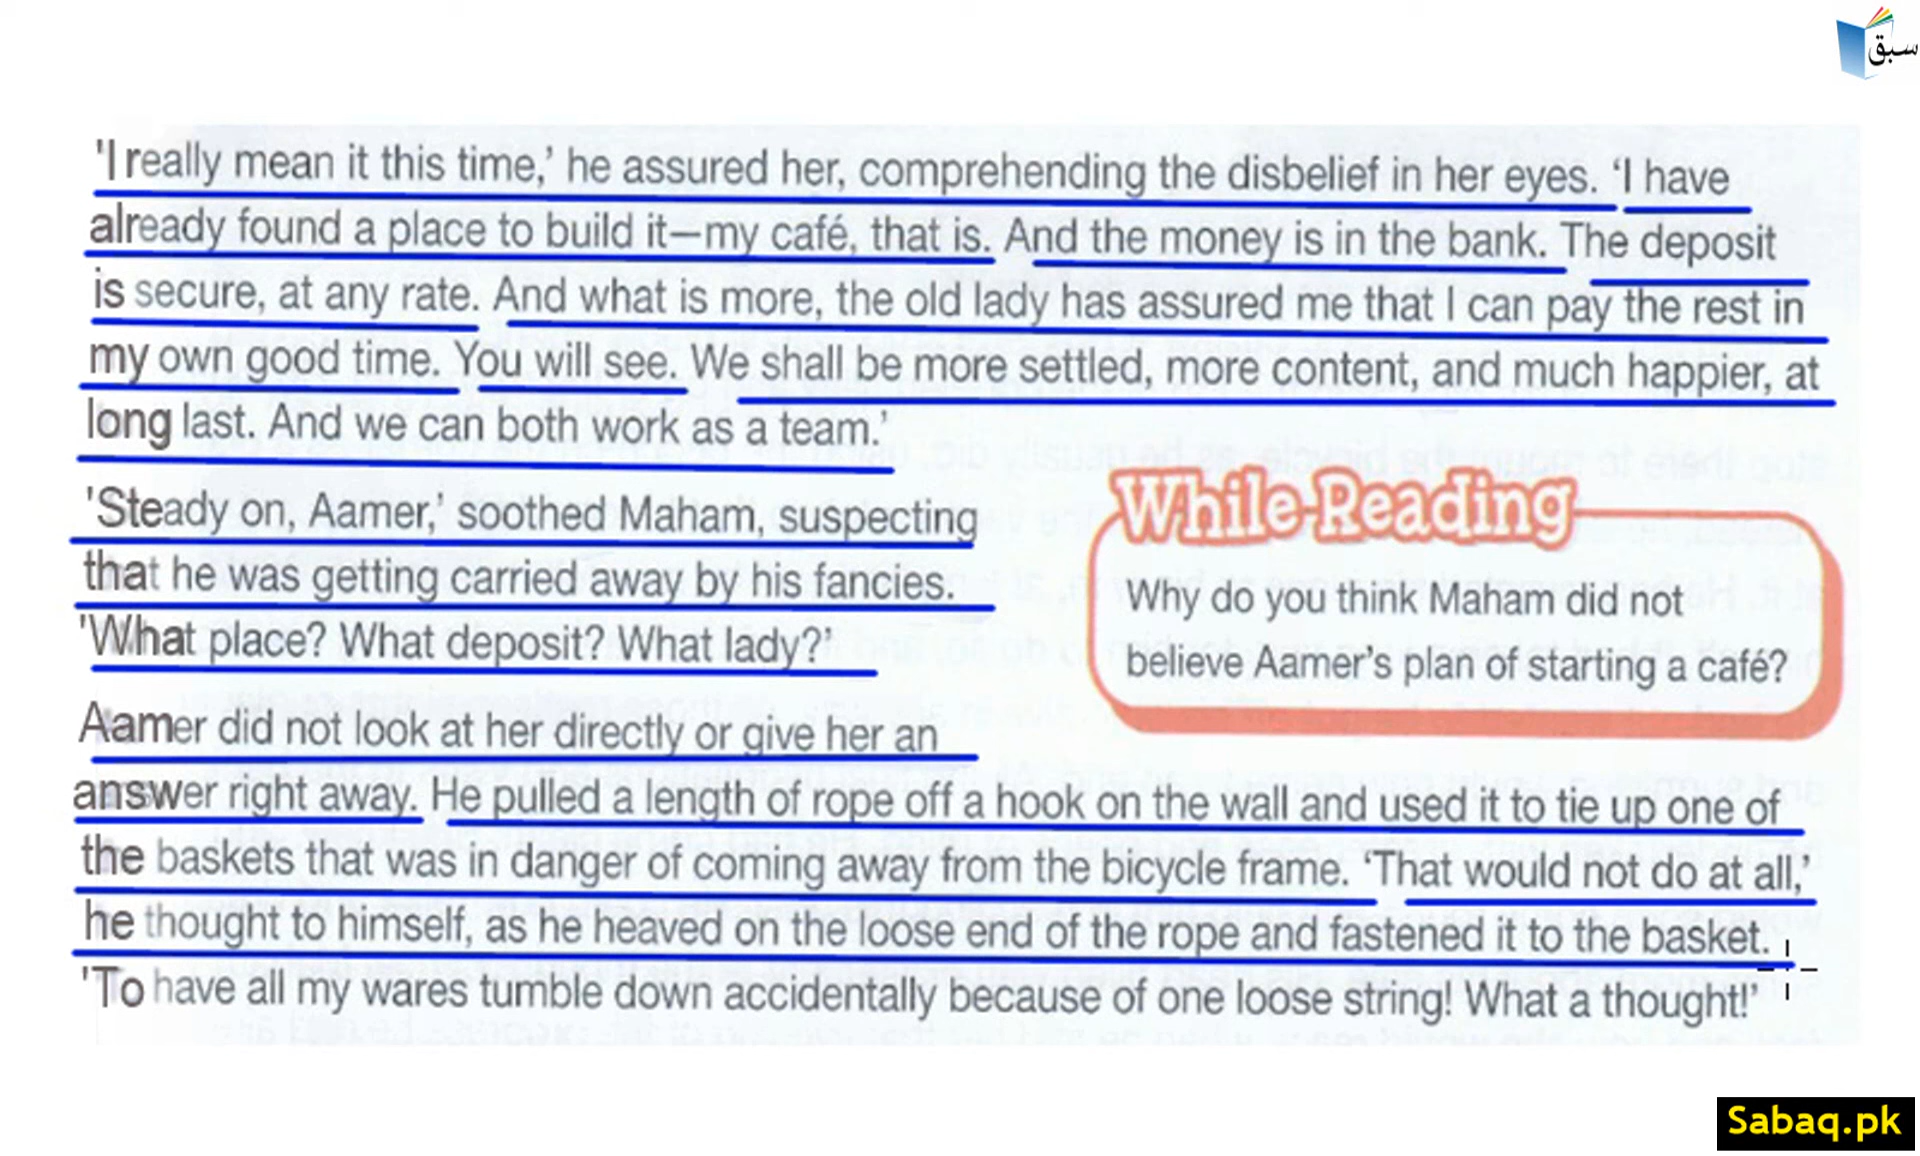 سبق
'I really mean it this time,' he assured her, comprehending the disbelief in her eyes. 'I have
already found a place to build it—my café, that is. And the money is in the bank. The deposit
is secure, at any rate. And what is more, the old lady has assured me that I can pay the rest in
my own good time. You will see. We shall be more settled, more content, and much happier, at
long last. And we can both work as a team.'
'Steady on, Aamer,' soothed Maham, suspecting
that he was getting carried away by his fancies.
'What place? What deposit? What lady?'
While-Reading
Why do you think Maham did not
believe Aamer's plan of starting a café?
Aamer did not look at her directly or give her an
answer right away. He pulled a length of rope off a hook on the wall and used it to tie up one of
the baskets that was in danger of coming away from the bicycle frame. 'That would not do at all,'
he thought to himself, as he heaved on the loose end of the rope and fastened it to the basket.
'To have all my wares tumble down accidentally because of one loose string! What a thought!'
Sabaq.pk